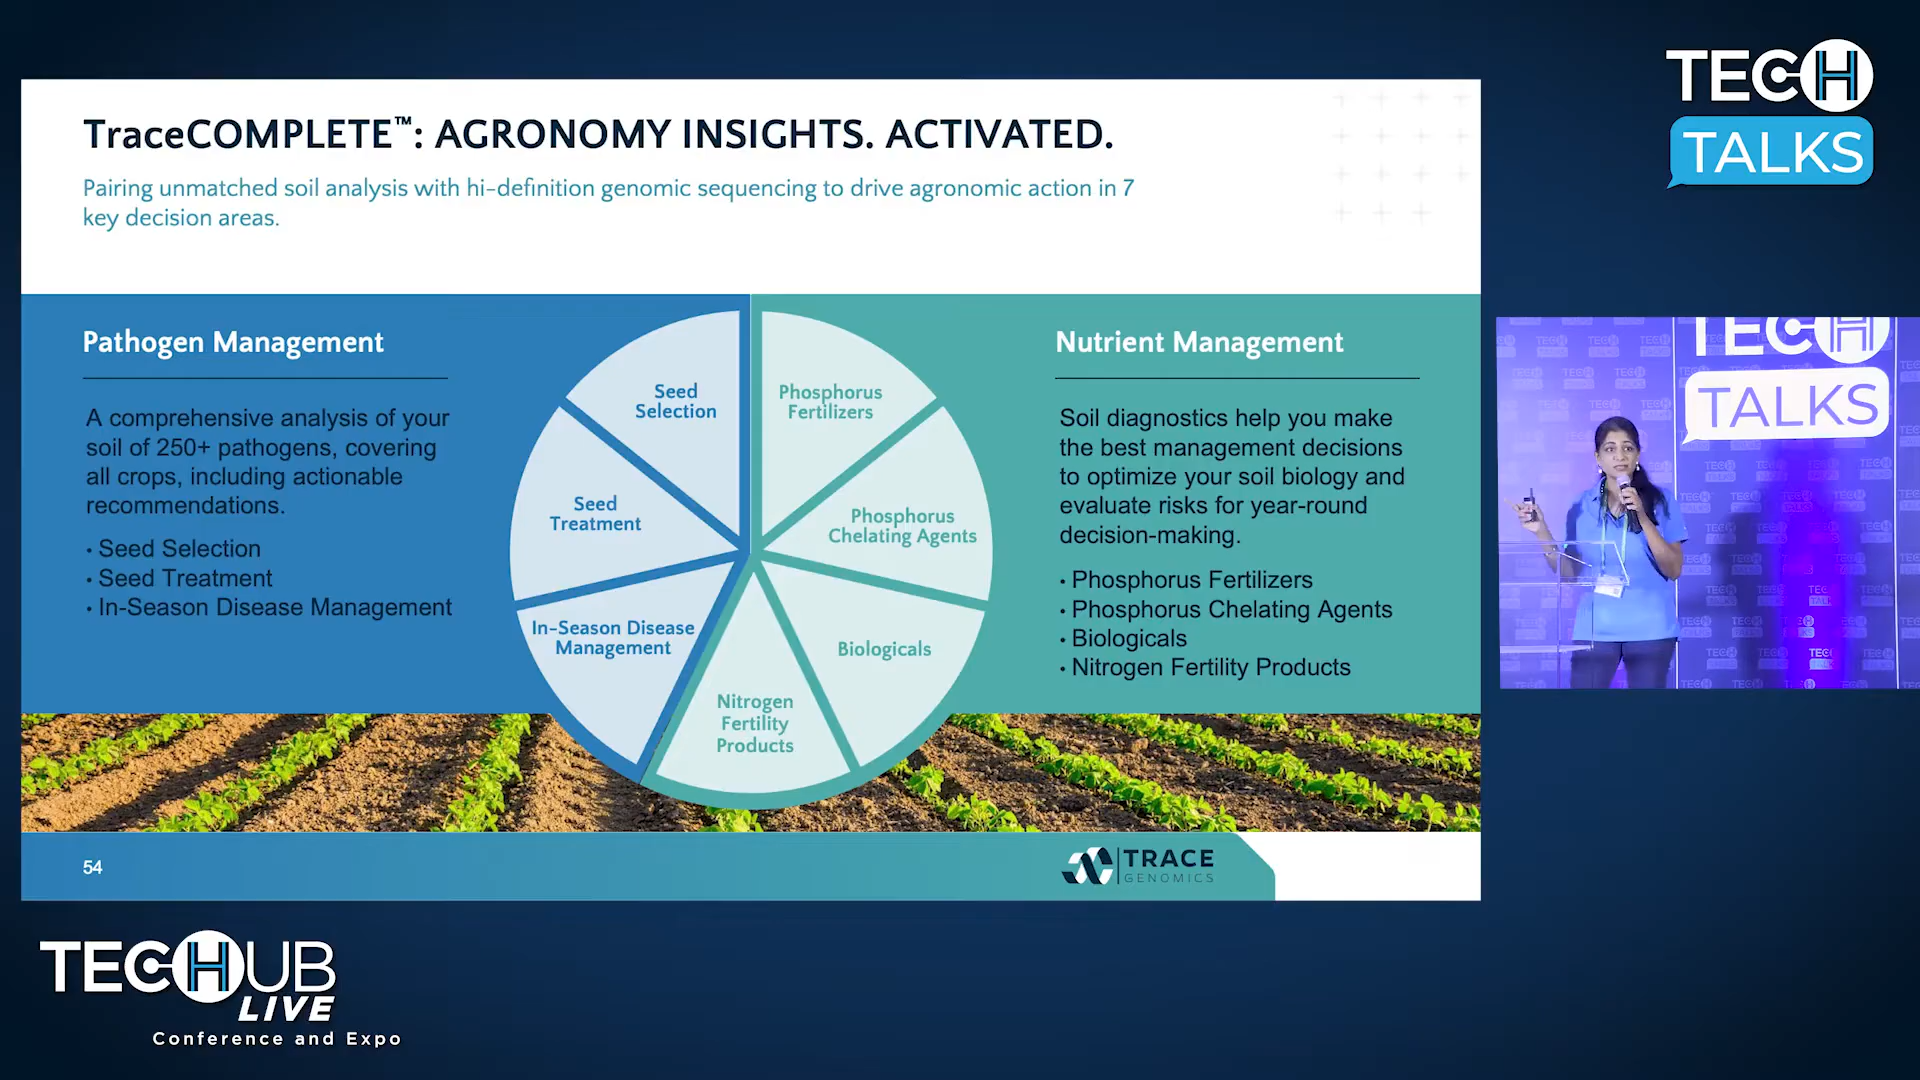 TraceCOMPLETE™: AGRONOMY INSIGHTS. ACTIVATED.
Pairing unmatched soil analysis with hi-definition genomic sequencing to drive agronomic action in 7
key decision areas.
Pathogen Management
A comprehensive analysis of your
soil of 250+ pathogens, covering
all crops, including actionable
recommendations.
• Seed Selection
• Seed Treatment
• In-Season Disease Management
Seed
Selection
Seed
Treatment
In-Season Disease
Management
Phosphorus
Fertilizers
Phosphorus
Chelating Agents
Biologicals
Nitrogen
Fertility
Products
Nutrient Management
Soil diagnostics help you make
the best management decisions
to optimize your soil biology and
evaluate risks for year-round
decision-making.
• Phosphorus Fertilizers
• Phosphorus Chelating Agents
• Biologicals
• Nitrogen Fertility Products
54
TRACE
GENOMICS
TECH
TALKS
TECH
TALKS
TECHUB
LIVE
Conference and Expo